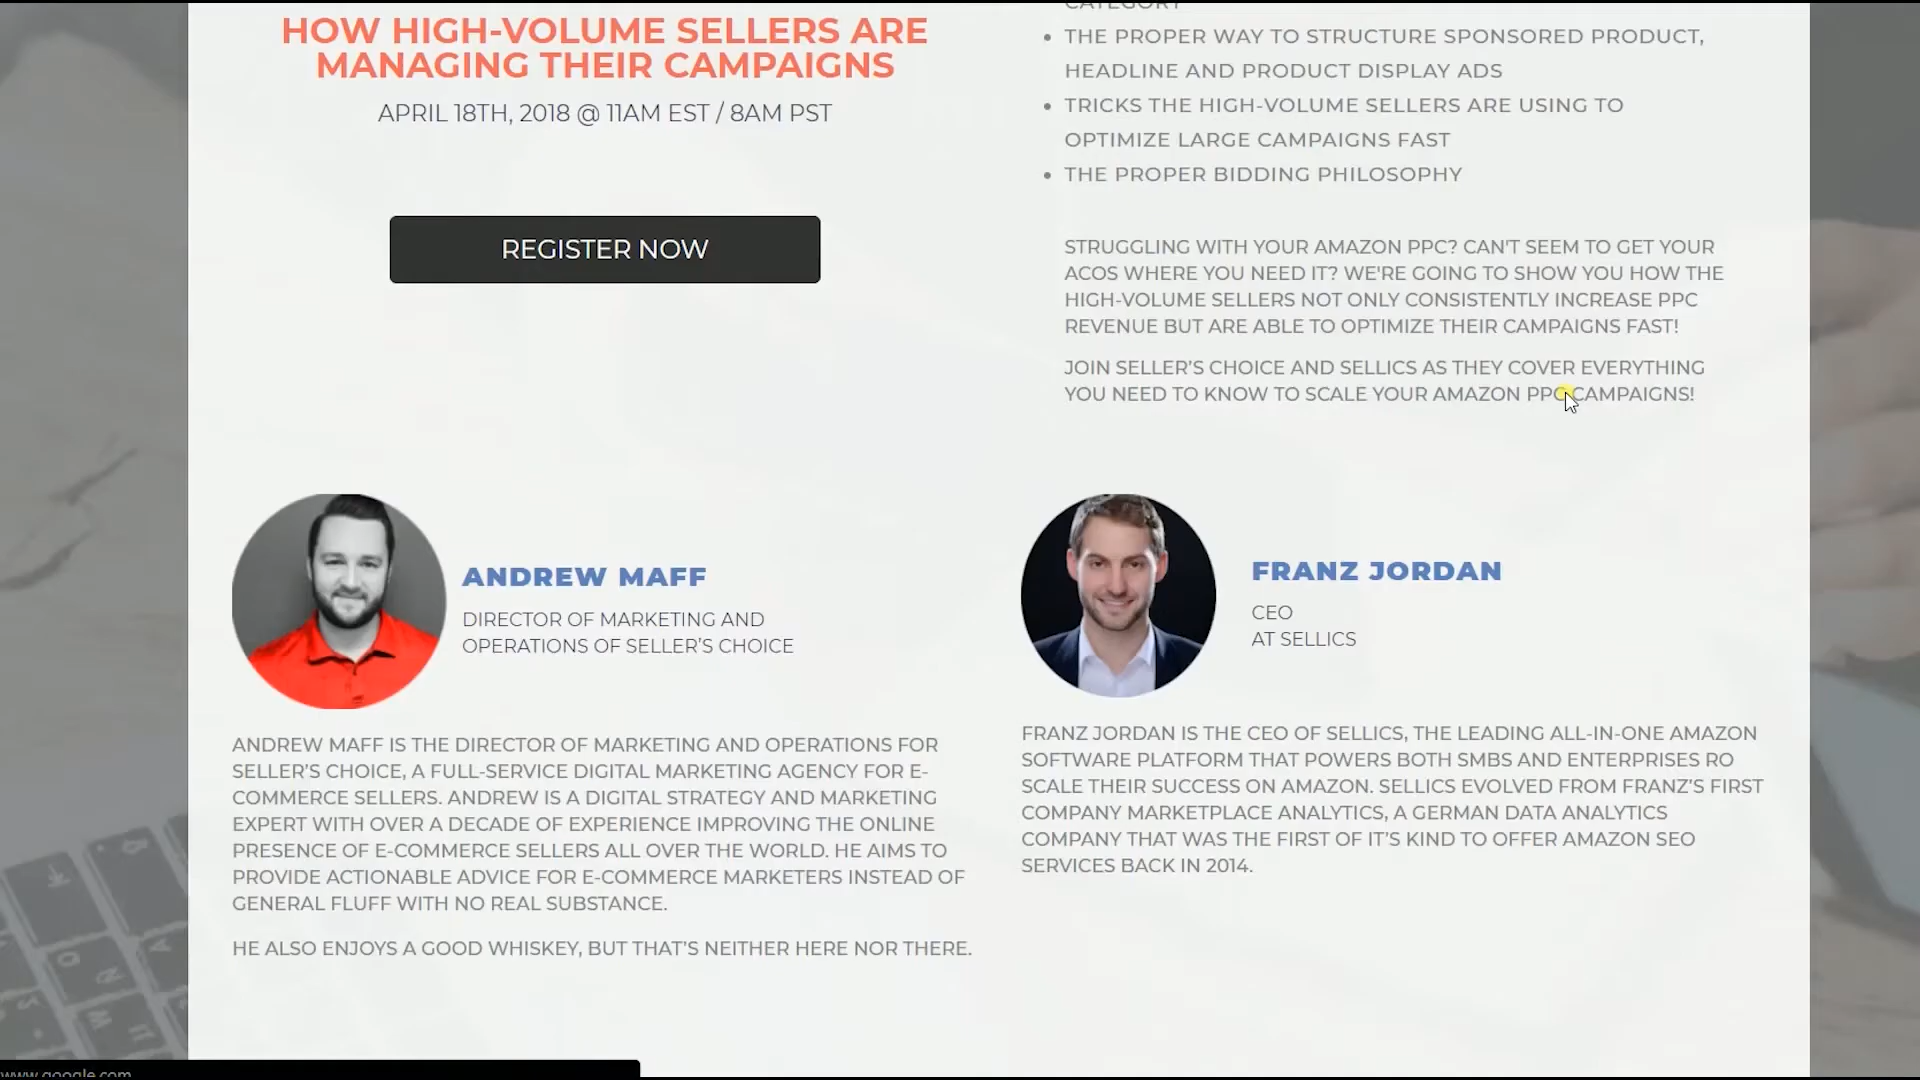 HOW HIGH-VOLUME SELLERS ARE
MANAGING THEIR CAMPAIGNS
APRIL 18TH, 2018 @ 11AM EST / 8AM PST
REGISTER NOW
CATEGORY
• THE PROPER WAY TO STRUCTURE SPONSORED PRODUCT,
HEADLINE AND PRODUCT DISPLAY ADS
• TRICKS THE HIGH-VOLUME SELLERS ARE USING TO
OPTIMIZE LARGE CAMPAIGNS FAST
• THE PROPER BIDDING PHILOSOPHY
STRUGGLING WITH YOUR AMAZON PPC? CAN'T SEEM TO GET YOUR
ACOS WHERE YOU NEED IT? WE'RE GOING TO SHOW YOU HOW THE
HIGH-VOLUME SELLERS NOT ONLY CONSISTENTLY INCREASE PPC
REVENUE BUT ARE ABLE TO OPTIMIZE THEIR CAMPAIGNS FAST!
JOIN SELLER'S CHOICE AND SELLICS AS THEY COVER EVERYTHING
YOU NEED TO KNOW TO SCALE YOUR AMAZON PPC CAMPAIGNS!
ANDREW MAFF
DIRECTOR OF MARKETING AND
OPERATIONS OF SELLER'S CHOICE
ANDREW MAFF IS THE DIRECTOR OF MARKETING AND OPERATIONS FOR
SELLER'S CHOICE, A FULL-SERVICE DIGITAL MARKETING AGENCY FOR E-
COMMERCE SELLERS. ANDREW IS A DIGITAL STRATEGY AND MARKETING
EXPERT WITH OVER A DECADE OF EXPERIENCE IMPROVING THE ONLINE
PRESENCE OF E-COMMERCE SELLERS ALL OVER THE WORLD. HE AIMS TO
PROVIDE ACTIONABLE ADVICE FOR E-COMMERCE MARKETERS INSTEAD OF
GENERAL FLUFF WITH NO REAL SUBSTANCE.
HE ALSO ENJOYS A GOOD WHISKEY, BUT THAT'S NEITHER HERE NOR THERE.
FRANZ JORDAN
CEO
AT SELLICS
FRANZ JORDAN IS THE CEO OF SELLICS, THE LEADING ALL-IN-ONE AMAZON
SOFTWARE PLATFORM THAT POWERS BOTH SMBS AND ENTERPRISES RO
SCALE THEIR SUCCESS ON AMAZON. SELLICS EVOLVED FROM FRANZ'S FIRST
COMPANY MARKETPLACE ANALYTICS, A GERMAN DATA ANALYTICS
COMPANY THAT WAS THE FIRST OF IT'S KIND TO OFFER AMAZON SEO
SERVICES BACK IN 2014.
www.google.com